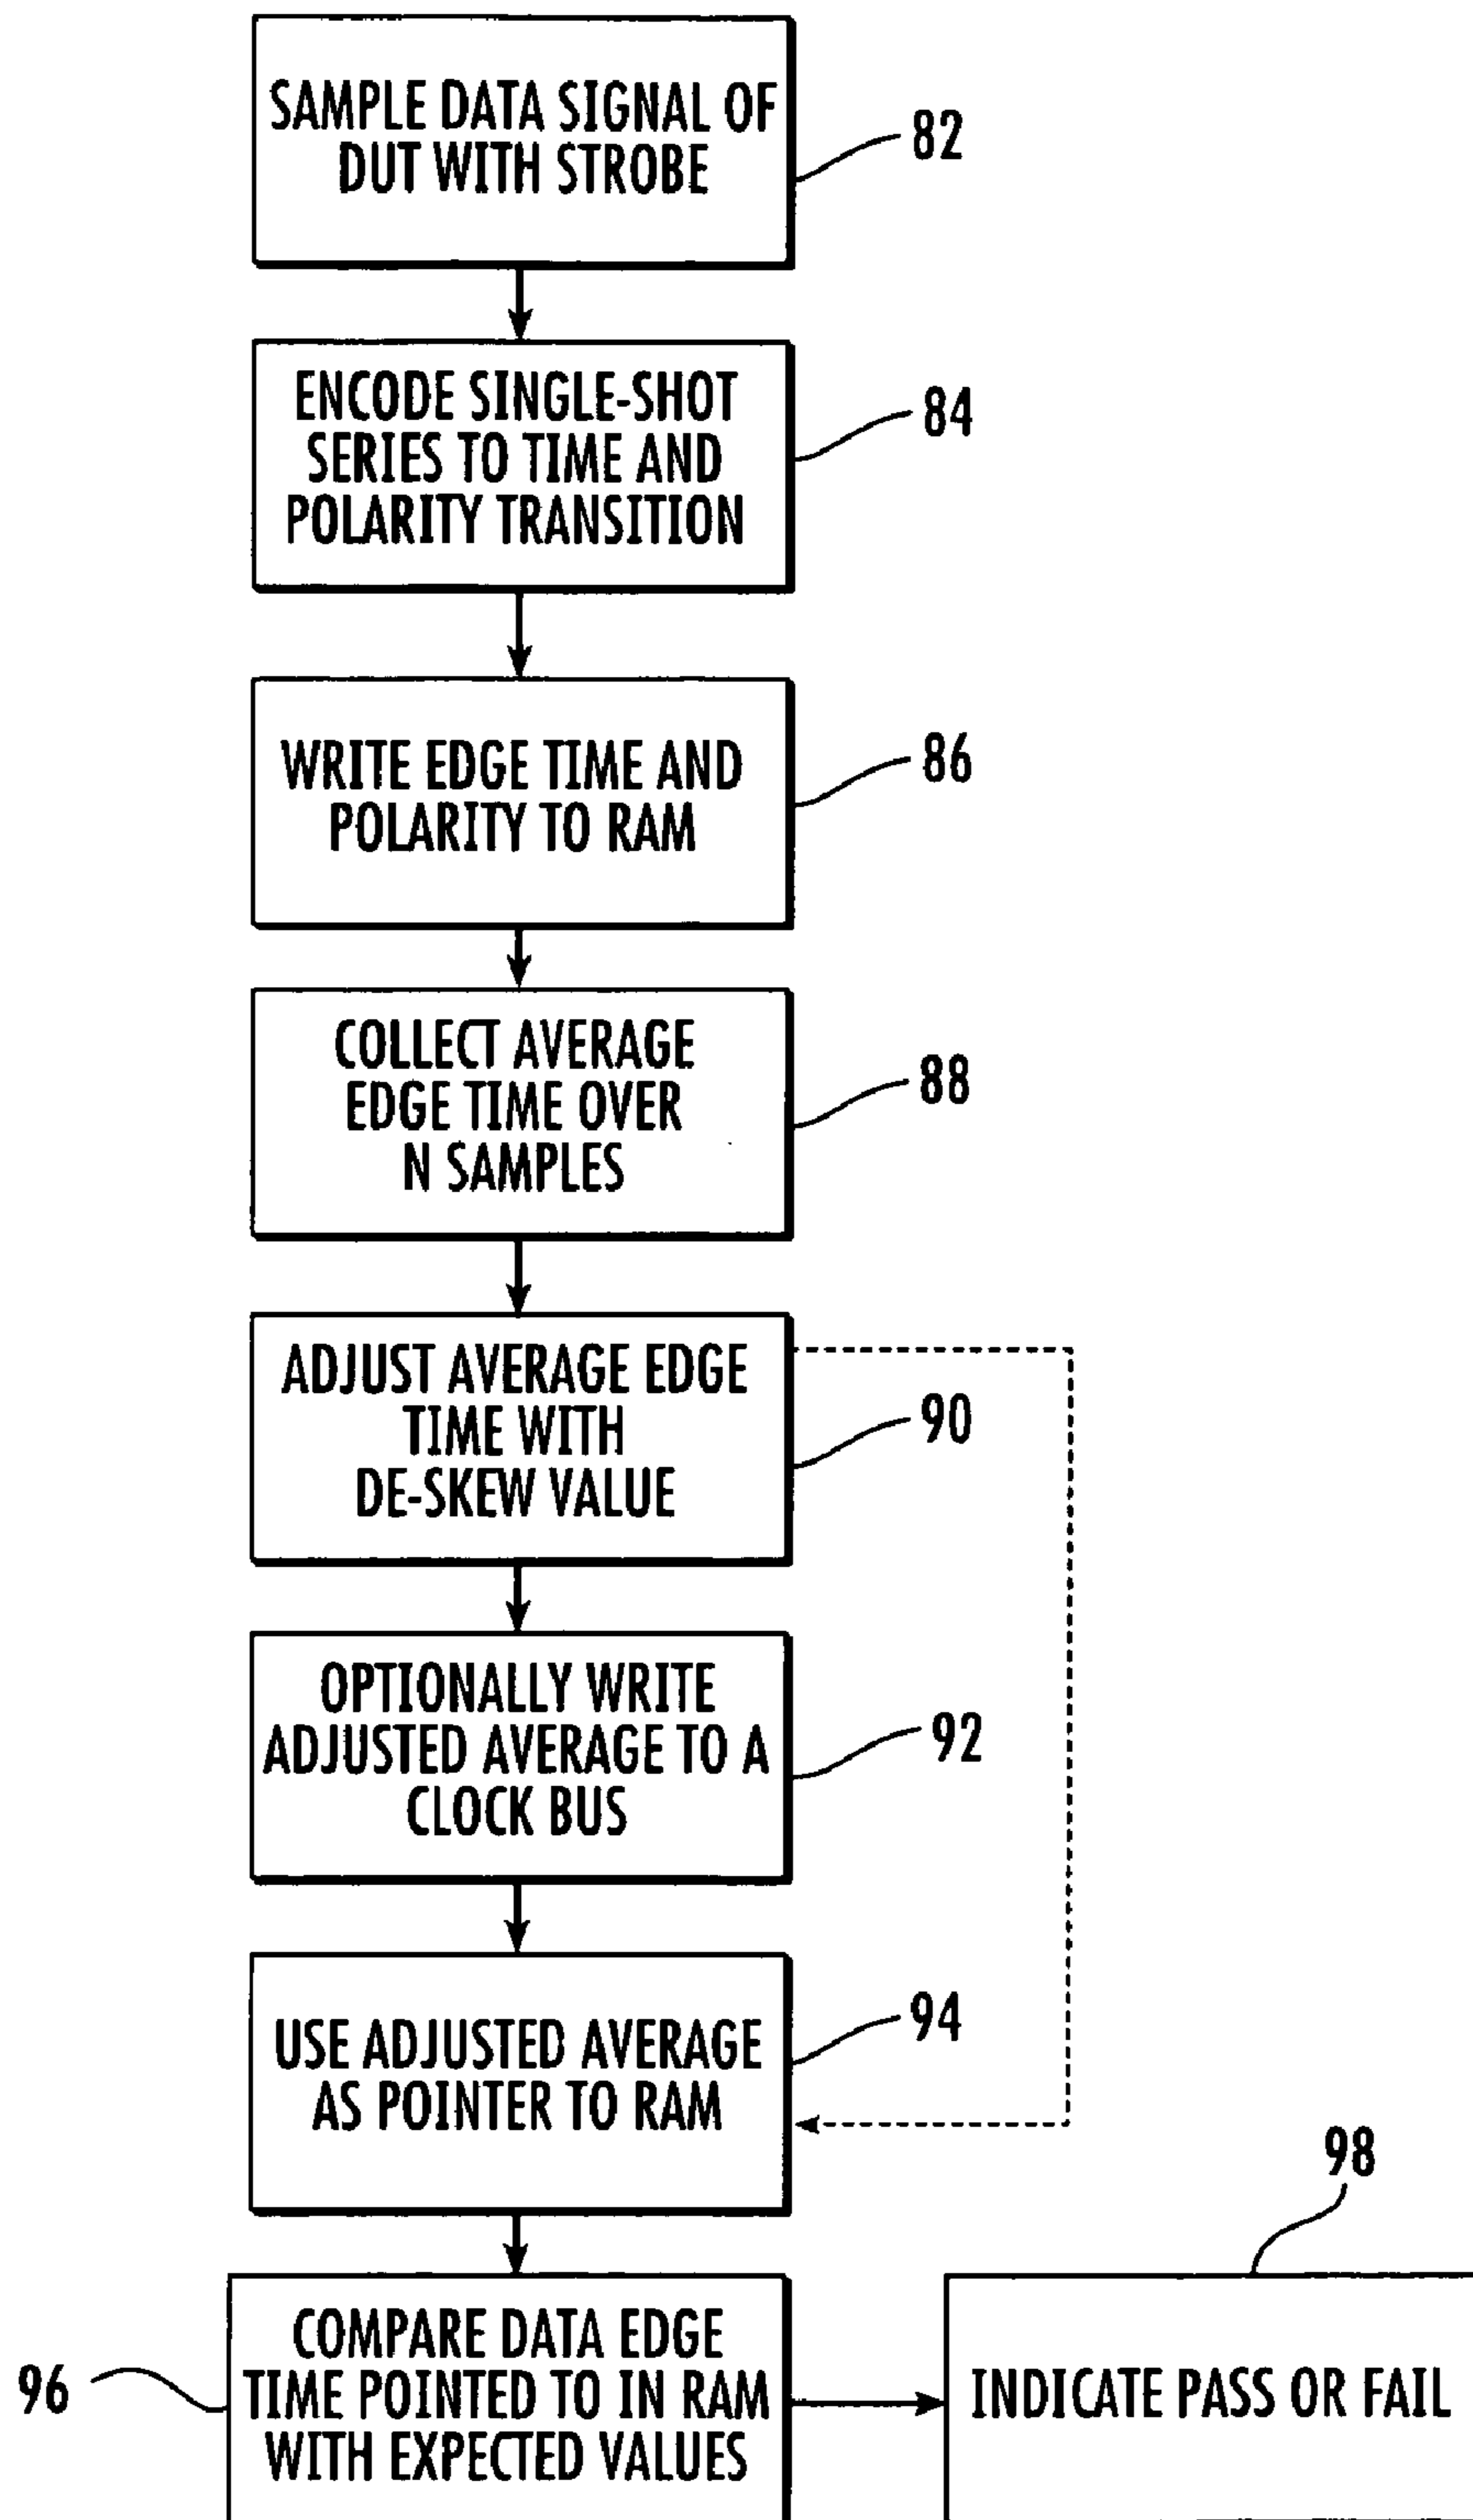 SAMPLE DATA SIGNAL OF
DUT WITH STROBE
82
ENCODE SINGLE-SHOT
SERIES TO TIME AND
POLARITY TRANSITION
84
WRITE EDGE TIME AND
POLARITY TO RAM
86
COLLECT AVERAGE
EDGE TIME OVER
N SAMPLES
88
ADJUST AVERAGE EDGE
TIME WITH
DE-SKEW VALUE
90
OPTIONALLY WRITE
ADJUSTED AVERAGE TO A
CLOCK BUS
92
USE ADJUSTED AVERAGE
AS POINTER TO RAM
94
COMPARE DATA EDGE
TIME POINTED TO IN RAM
WITH EXPECTED VALUES
96
98
INDICATE PASS OR FAIL